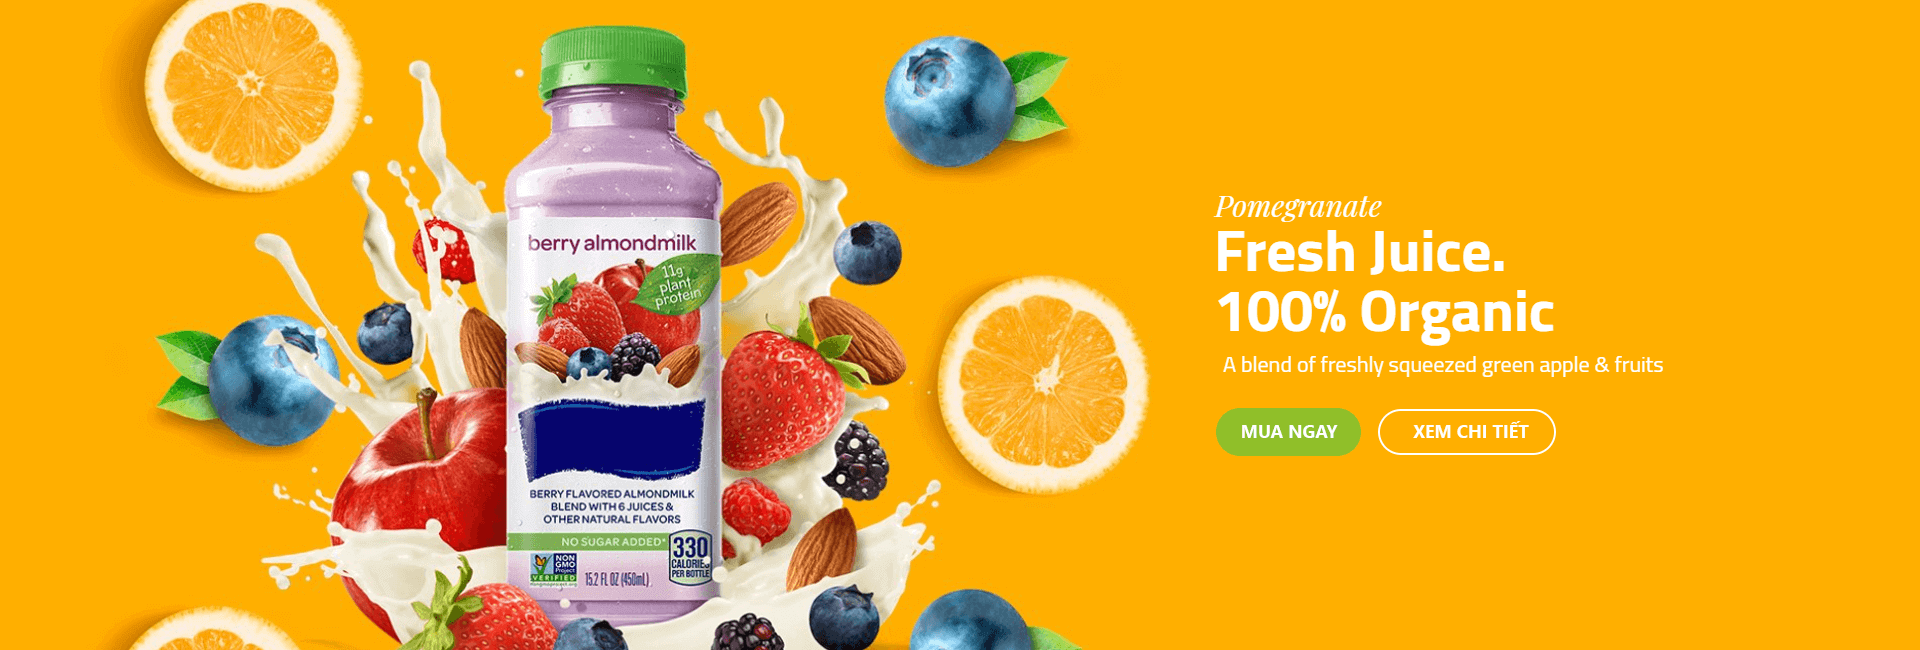 berry almondmilk
11g
plant
protein
BERRY FLAVORED ALMONDMILK
BLEND WITH 6 JUICES &
OTHER NATURAL FLAVORS
NO SUGAR ADDED*
NON
GMO
Project
VERIFIED
nongmoproject.org
15.2 FL OZ (450mL)
330
CALORIES
PER BOTTLE
Pomegranate
Fresh Juice.
100% Organic
A blend of freshly squeezed green apple & fruits
MUA NGAY
XEM CHI TIẾT